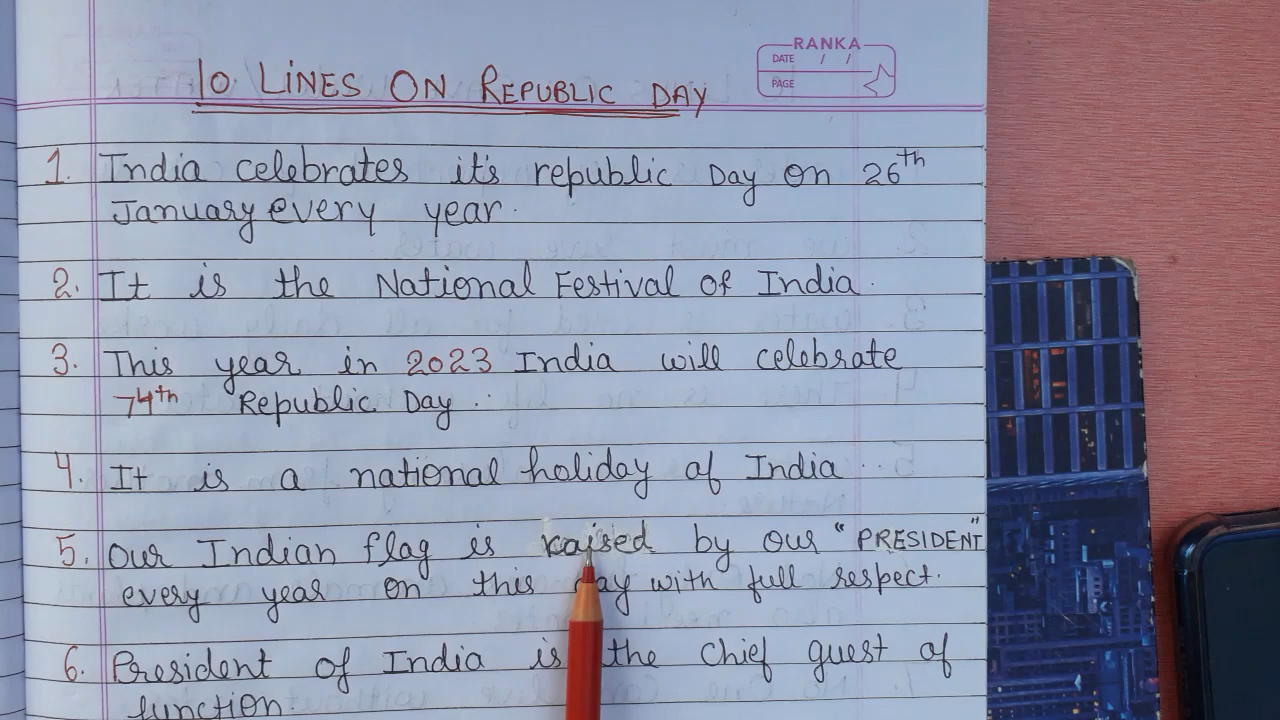 RANKA
DATE / /
PAGE
10 LINES ON REPUBLIC DAY
1. India celebrates it's republic Day on 26th
January every year.
2. It is the National Festival of India.
3. This year in 2023 India will celebrate
74th Republic Day.
4. It is a national holiday of India
5. Our Indian flag is raised by our "PRESIDENT"
every year on this day with full respect.
6. President of India is the chief guest of
function.